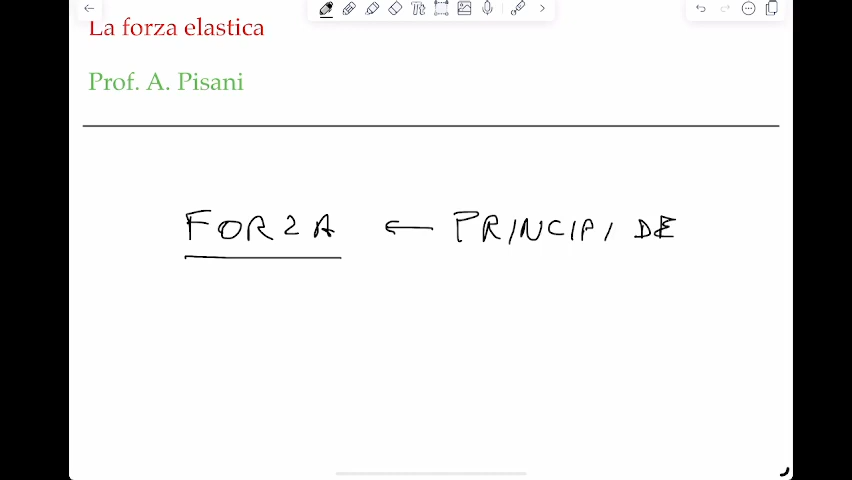 La forza elastica
Prof. A. Pisani
FORZA ← PRINCIPI DE